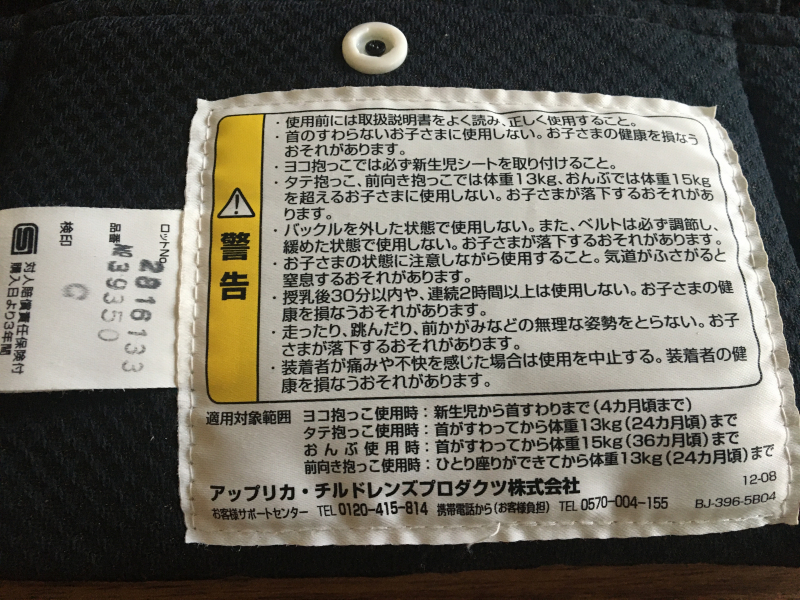 ・使用前には取扱説明書をよく読み、正しく使用すること。
・首のすわらないお子さまに使用しない。お子さまの健康を損なう
おそれがあります。
・ヨコ抱っこでは必ず新生児シートを取り付けること。
・タテ抱っこ、前向き抱っこでは体重13kg、おんぶでは体重15kg
を超えるお子さまに使用しない。お子さまが落下するおそれがあ
ります。
・バックルを外した状態で使用しない。また、ベルトは必ず調節し、
緩めた状態で使用しない。お子さまが落下するおそれがあります。
・お子さまの状態に注意しながら使用すること。気道がふさがると
窒息するおそれがあります。
・授乳後30分以内や、連続2時間以上は使用しない。お子さまの健
康を損なうおそれがあります。
・走ったり、跳んだり、前かがみなどの無理な姿勢をとらない。お子
さまが落下するおそれがあります。
・装着者が痛みや不快を感じた場合は使用を中止する。装着者の健
康を損なうおそれがあります。
警告
適用対象範囲
ヨコ抱っこ使用時：新生児から首すわりまで(4カ月頃まで)
タテ抱っこ使用時：首がすわってから体重13kg(24カ月頃)まで
おんぶ使用時：首がすわってから体重15kg(36カ月頃)まで
前向き抱っこ使用時：ひとり座りができてから体重13kg(24カ月頃)まで
アップリカ・チルドレンズプロダクツ株式会社
お客様サポートセンター TEL 0120-415-814 携帯電話から(お客様負担) TEL 0570-004-155
12-08
BJ-396-5B04
ロットNo. 2816133
品番 No 39350
検印 C
対人賠償責任保険付
購入日より3年間